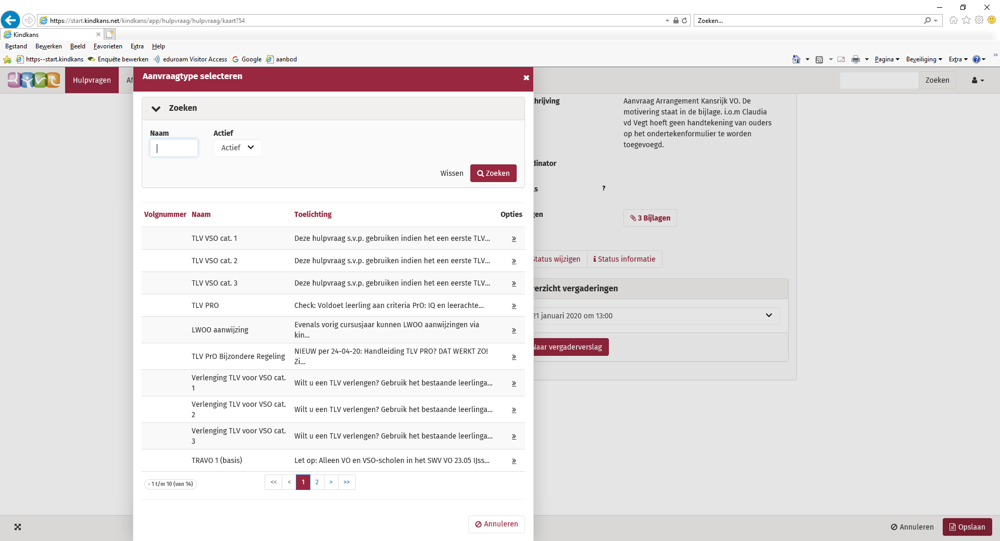 https://start.kindkans.net/kindkans/app/hulpvraag/hulpvraag/kaart?54
Zoeken...
Kindkans
Bestand Bewerken Beeld Favorieten Extra Help
https--start.kindkans Enquête bewerken eduroam Visitor Access Google aanbod
Pagina Beveiliging Extra
Hulpvragen Af
Zoeken
Aanvraagtype selecteren
Zoeken
Naam Actief
Actief
Wissen Zoeken
Volgnummer Naam Toelichting Opties
TLV VSO cat. 1 Deze hulpvraag s.v.p. gebruiken indien het een eerste TLV... »
TLV VSO cat. 2 Deze hulpvraag s.v.p. gebruiken indien het een eerste TLV... »
TLV VSO cat. 3 Deze hulpvraag s.v.p. gebruiken indien het een eerste TLV... »
TLV PRO Check: Voldoet leerling aan criteria PrO: IQ en leerachte... »
LWOO aanwijzing Evenals vorig cursusjaar kunnen LWOO aanwijzingen via
kin... »
TLV PrO Bijzondere Regeling NIEUW per 24-04-20: Handleiding TLV PRO? DAT WERKT ZO!
Zi... »
Verlenging TLV voor VSO cat.
1 Wilt u een TLV verlengen? Gebruik het bestaande leerlinga... »
Verlenging TLV voor VSO cat.
2 Wilt u een TLV verlengen? Gebruik het bestaande leerlinga... »
Verlenging TLV voor VSO cat.
3 Wilt u een TLV verlengen? Gebruik het bestaande leerlinga... »
TRAVO 1 (basis) Let op: Alleen VO en VSO-scholen in het SWV VO 23.05 IJss... »
- 1 t/m 10 (van 14) << < 1 2 > >>
Annuleren
hrijving Aanvraag Arrangement Kansrijk VO. De
motivering staat in de bijlage. i.o.m Claudia
vd Vegt hoeft geen handtekening van ouders
op het ondertekenformulier te worden
toegevoegd.
dinator
s ?
en 3 Bijlagen
Status wijzigen Status informatie
erzicht vergaderingen
21 januari 2020 om 13:00
Naar vergaderverslag
Annuleren Opslaan